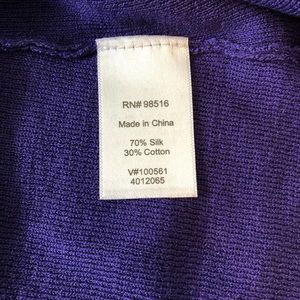 RN# 98516
Made in China
70% Silk
30% Cotton
V#100561
4012065